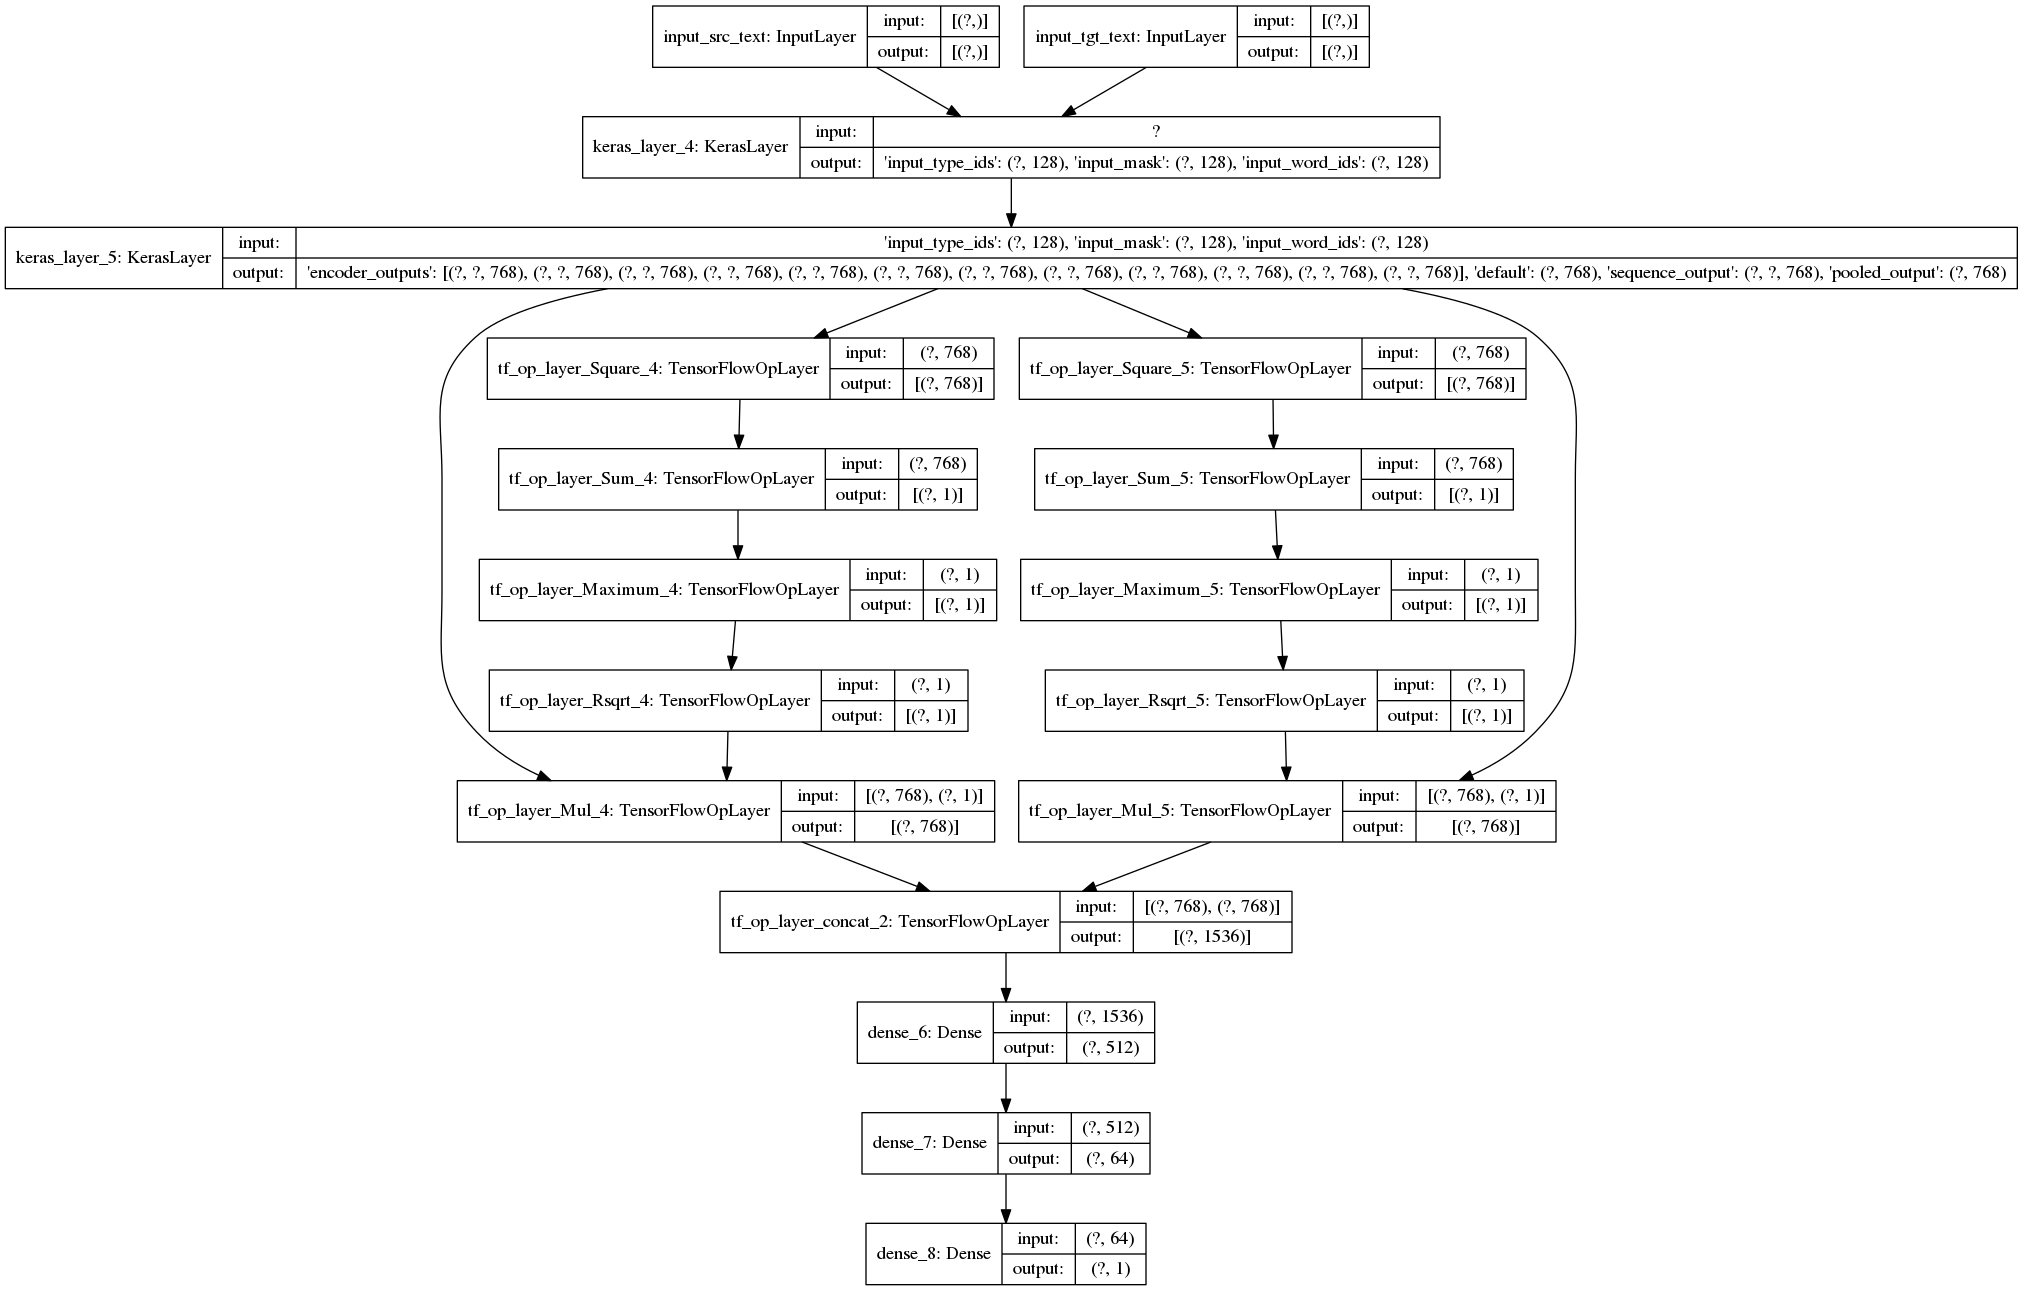 input_src_text: InputLayer
input:
[(?,)]
output:
[(?,)]
input_tgt_text: InputLayer
input:
[(?,)]
output:
[(?,)]
keras_layer_4: KerasLayer
input:
?
output:
'input_type_ids': (?, 128), 'input_mask': (?, 128), 'input_word_ids': (?, 128)
keras_layer_5: KerasLayer
input:
'input_type_ids': (?, 128), 'input_mask': (?, 128), 'input_word_ids': (?, 128)
output:
'encoder_outputs': [(?, ?, 768), (?, ?, 768), (?, ?, 768), (?, ?, 768), (?, ?, 768), (?, ?, 768), (?, ?, 768), (?, ?, 768), (?, ?, 768), (?, ?, 768), (?, ?, 768), (?, ?, 768)], 'default': (?, 768), 'sequence_output': (?, ?, 768), 'pooled_output': (?, 768)
tf_op_layer_Square_4: TensorFlowOpLayer
input:
(?, 768)
output:
[(?, 768)]
tf_op_layer_Square_5: TensorFlowOpLayer
input:
(?, 768)
output:
[(?, 768)]
tf_op_layer_Sum_4: TensorFlowOpLayer
input:
(?, 768)
output:
[(?, 1)]
tf_op_layer_Sum_5: TensorFlowOpLayer
input:
(?, 768)
output:
[(?, 1)]
tf_op_layer_Maximum_4: TensorFlowOpLayer
input:
(?, 1)
output:
[(?, 1)]
tf_op_layer_Maximum_5: TensorFlowOpLayer
input:
(?, 1)
output:
[(?, 1)]
tf_op_layer_Rsqrt_4: TensorFlowOpLayer
input:
(?, 1)
output:
[(?, 1)]
tf_op_layer_Rsqrt_5: TensorFlowOpLayer
input:
(?, 1)
output:
[(?, 1)]
tf_op_layer_Mul_4: TensorFlowOpLayer
input:
[(?, 768), (?, 1)]
output:
[(?, 768)]
tf_op_layer_Mul_5: TensorFlowOpLayer
input:
[(?, 768), (?, 1)]
output:
[(?, 768)]
tf_op_layer_concat_2: TensorFlowOpLayer
input:
[(?, 768), (?, 768)]
output:
[(?, 1536)]
dense_6: Dense
input:
(?, 1536)
output:
(?, 512)
dense_7: Dense
input:
(?, 512)
output:
(?, 64)
dense_8: Dense
input:
(?, 64)
output:
(?, 1)